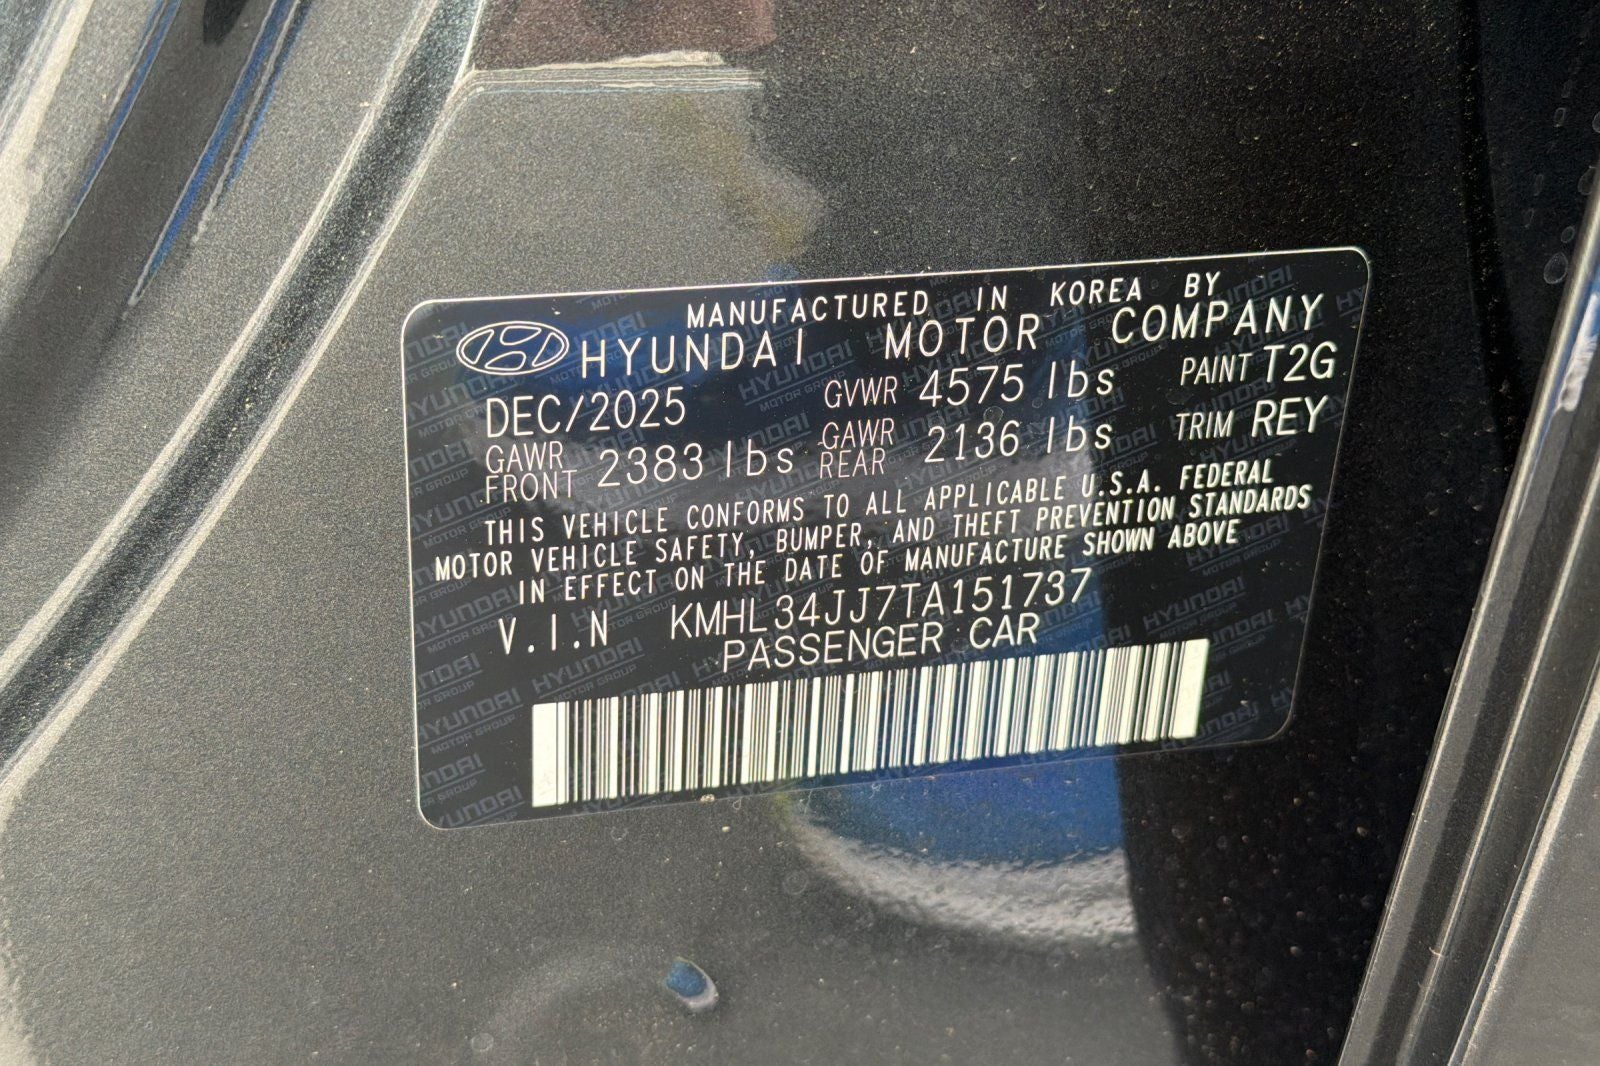 MANUFACTURED IN KOREA BY
HYUNDAI MOTOR COMPANY
DEC/2025 GVWR 4575 lbs PAINT T2G
GAWR FRONT 2383 lbs GAWR REAR 2136 lbs TRIM REY
THIS VEHICLE CONFORMS TO ALL APPLICABLE U.S.A. FEDERAL
MOTOR VEHICLE SAFETY, BUMPER, AND THEFT PREVENTION STANDARDS
IN EFFECT ON THE DATE OF MANUFACTURE SHOWN ABOVE
V.I.N KMHL34JJ7TA151737
PASSENGER CAR